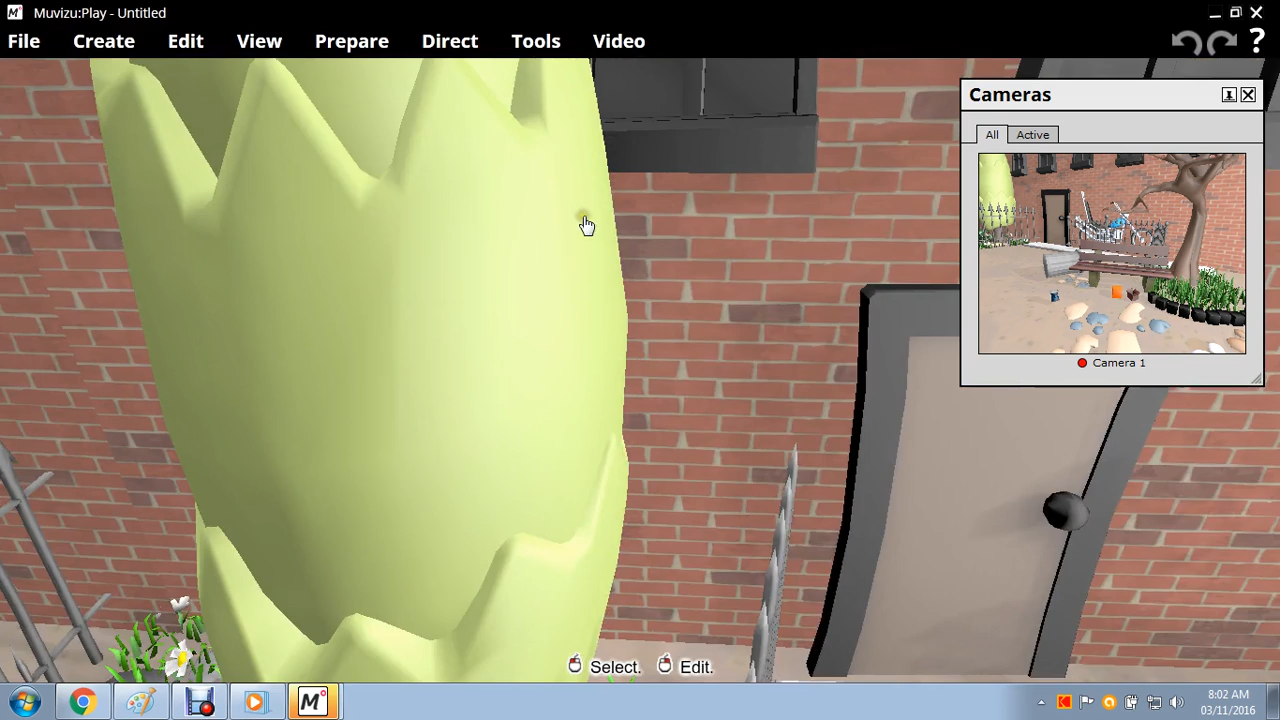 Muvizu:Play - Untitled
File Create Edit View Prepare Direct Tools Video
?
Cameras
All Active
Camera 1
Select. Edit.
M
8:02 AM
03/11/2016